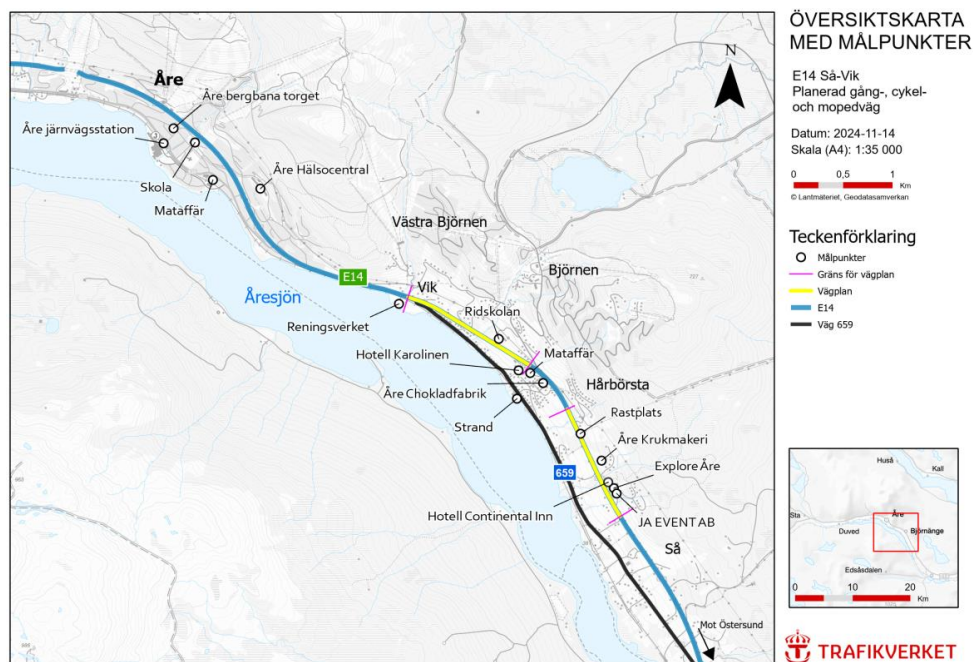 ÖVERSIKTSKARTA
MED MÅLPUNKTER
E14 Så-Vik
Planerad gång-, cykel-
och mopedväg
Datum: 2024-11-14
Skala (A4): 1:35 000
0 0,5 1
Km
© Lantmäteriet, Geodatasamverkan
Teckenförklaring
Målpunkter
Gräns för vägplan
Vägplan
E14
Väg 659
N
Åre
Åre bergbana torget
Åre järnvägsstation
Skola
Mataffär
Åre Hälsocentral
Västra Björnen
Björnen
E14
Vik
Åresjön
Reningsverket
Ridskolan
Hotell Karolinen
Mataffär
Åre Chokladfabrik
Hårbörsta
Strand
Rastplats
Åre Krukmakeri
659
Explore Åre
Hotell Continental Inn
JA EVENT AB
Så
Mot Östersund
Huså
Kall
Sta
Åre
Duved
Björnänge
Edsåsdalen
0 10 20
Km
TRAFIKVERKET